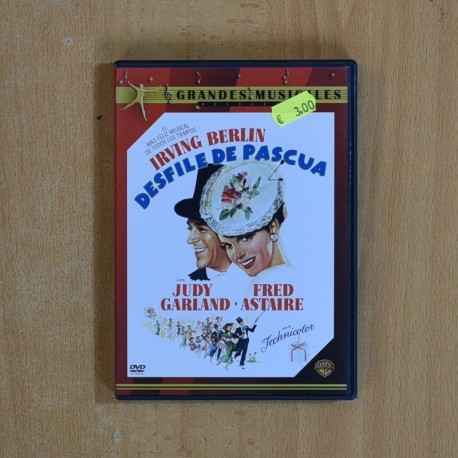 GRANDES MUSICALES
€ 3,00
EL
MÁS FELIZ MUSICAL
DE TODOS LOS TIEMPOS
IRVING BERLIN
DESFILE DE PASCUA
JUDY GARLAND · FRED ASTAIRE
Technicolor
DVD